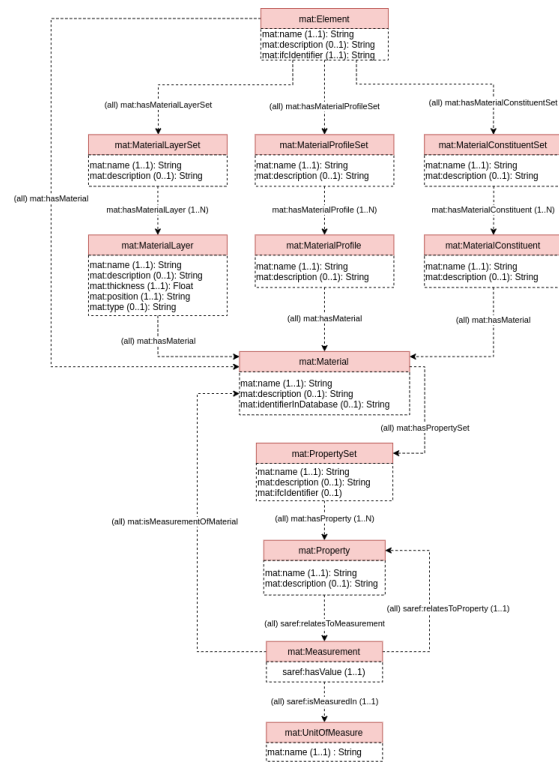 mat:Element
mat:name (1..1): String
mat:description (0..1): String
mat:ifcIdentifier (1..1): String
(all) mat:hasMaterialLayerSet
(all) mat:hasMaterialProfileSet
(all) mat:hasMaterialConstituentSet
mat:MaterialLayerSet
mat:name (1..1): String
mat:description (0..1): String
mat:MaterialProfileSet
mat:name (1..1): String
mat:description (0..1): String
mat:MaterialConstituentSet
mat:name (1..1): String
mat:description (0..1): String
(all) mat:hasMaterial
mat:hasMaterialLayer (1..N)
mat:hasMaterialProfile (1..N)
mat:hasMaterialConstituent (1..N)
mat:MaterialLayer
mat:name (1..1): String
mat:description (0..1): String
mat:thickness (1..1): Float
mat:position (1..1): String
mat:type (0..1): String
mat:MaterialProfile
mat:name (1..1): String
mat:description (0..1): String
mat:MaterialConstituent
mat:name (1..1): String
mat:description (0..1): String
(all) mat:hasMaterial
(all) mat:hasMaterial
(all) mat:hasMaterial
mat:Material
mat:name (1..1): String
mat:description (0..1): String
mat:identifierInDatabase (0..1): String
(all) mat:hasPropertySet
mat:PropertySet
mat:name (1..1): String
mat:description (0..1): String
mat:ifcIdentifier (0..1)
(all) mat:isMeasurementOfMaterial
(all) mat:hasProperty (1..N)
mat:Property
mat:name (1..1): String
mat:description (0..1): String
(all) saref:relatesToProperty (1..1)
(all) saref:relatesToMeasurement
mat:Measurement
saref:hasValue (1..1)
(all) saref:isMeasuredIn (1..1)
mat:UnitOfMeasure
mat:name (1..1) : String